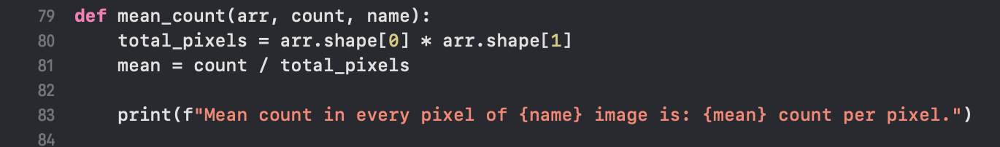 79 def mean_count(arr, count, name):
80     total_pixels = arr.shape[0] * arr.shape[1]
81     mean = count / total_pixels
82
83     print(f"Mean count in every pixel of {name} image is: {mean} count per pixel.")
84